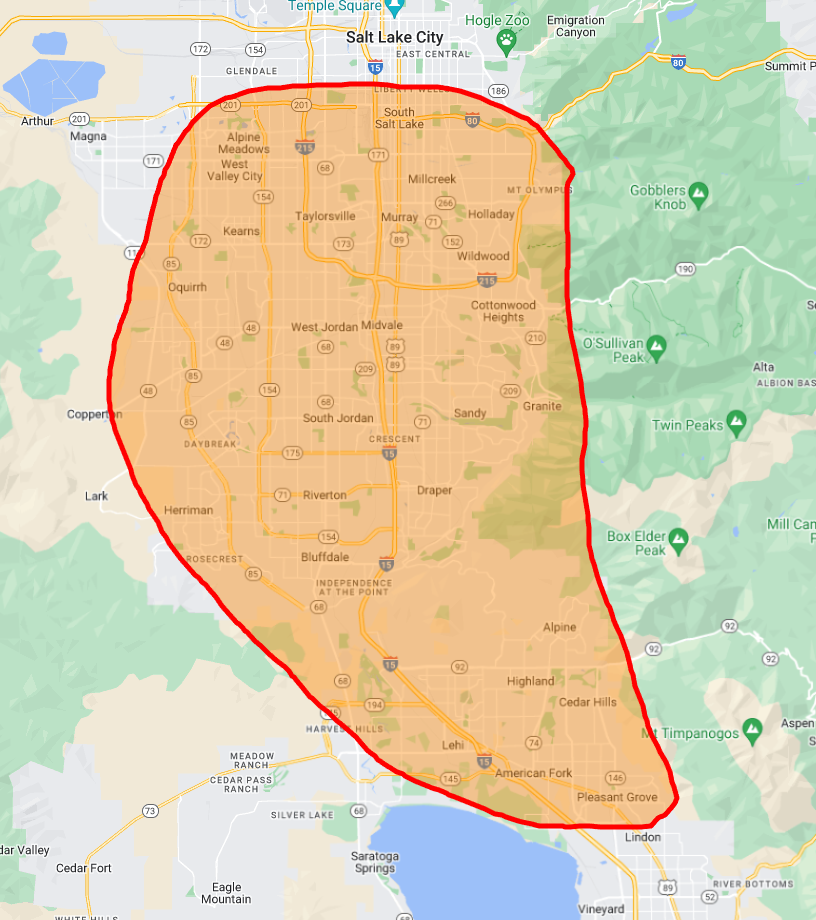 Temple Square
Hogle Zoo
Emigration
Canyon
Salt Lake City
172
154
EAST CENTRAL
80
GLENDALE
15
Summit P
186
LIBERTY WELLS
201
201
South
Salt Lake
80
Arthur
201
Magna
Alpine
Meadows
215
171
171
West
Valley City
68
Millcreek
MT OLYMPUS
Gobblers
Knob
154
266
Taylorsville
Murray
71
Holladay
Kearns
172
173
89
152
Wildwood
11
85
190
215
Oquirrh
Cottonwood
Heights
48
West Jordan
Midvale
210
O'Sullivan
Peak
48
68
89
89
209
Alta
85
ALBION BAS
48
154
209
68
Granite
Copperton
South Jordan
Sandy
85
71
Twin Peaks
DAYBREAK
CRESCENT
175
15
Lark
71
Riverton
Draper
Herriman
Mill Can
F
154
Box Elder
Peak
ROSECREST
Bluffdale
15
85
INDEPENDENCE
AT THE POINT
68
Alpine
92
92
92
15
92
68
Highland
194
Cedar Hills
Mt Timpanogos
Aspen
S
HARVEST HILLS
74
Lehi
15
MEADOW
RANCH
American Fork
146
CEDAR PASS
RANCH
145
Pleasant Grove
73
SILVER LAKE
68
Lindon
dar Valley
Saratoga
Springs
Cedar Fort
Eagle
Mountain
89
RIVER BOTTOMS
52
Vineyard
WHITE HILLS
68